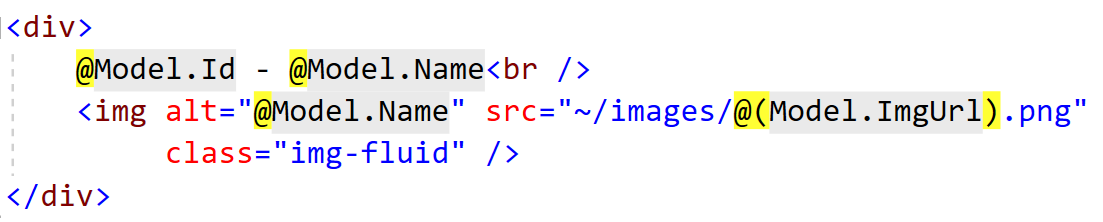 <div>
    @Model.Id - @Model.Name<br />
    <img alt="@Model.Name" src="~/images/@(Model.ImgUrl).png"
         class="img-fluid" />
</div>